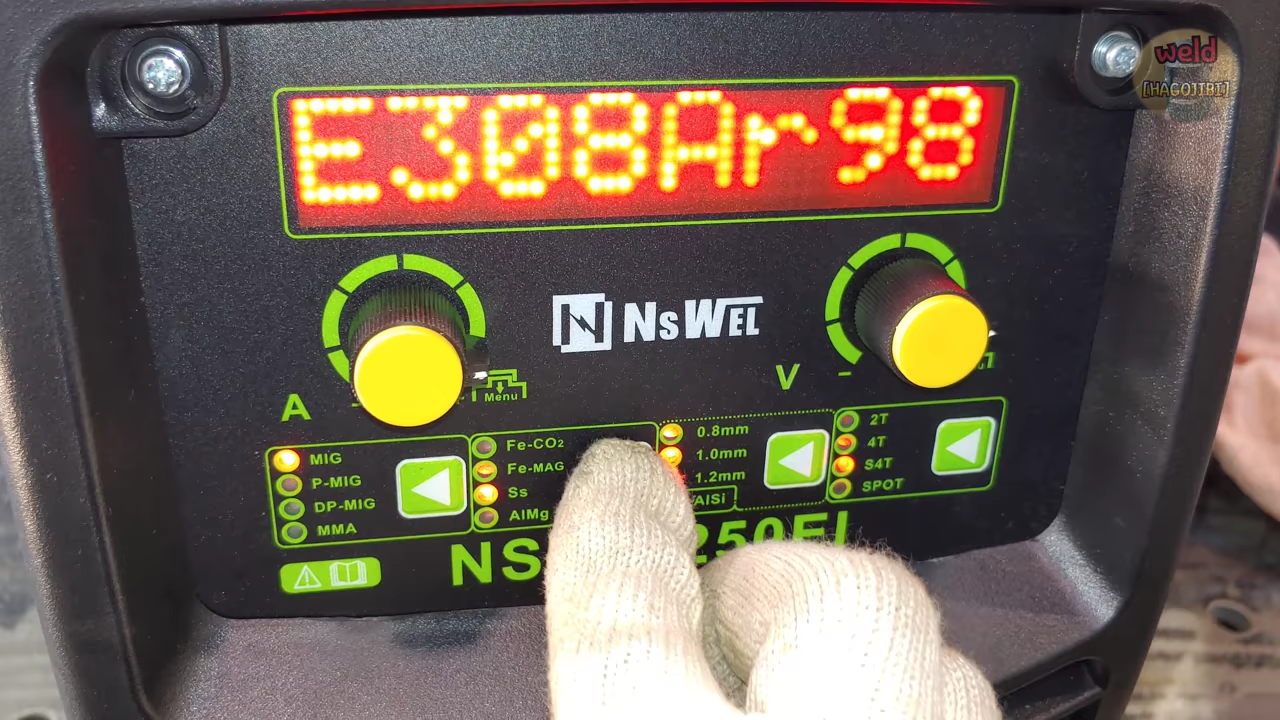 weld
[HAGOJIBI]
E308Ar98
NSWEL
A
Menu
V
MIG
P-MIG
DP-MIG
MMA
Fe-CO2
Fe-MAG
Ss
AlMg
0.8mm
1.0mm
1.2mm
AlSi
2T
4T
S4T
SPOT